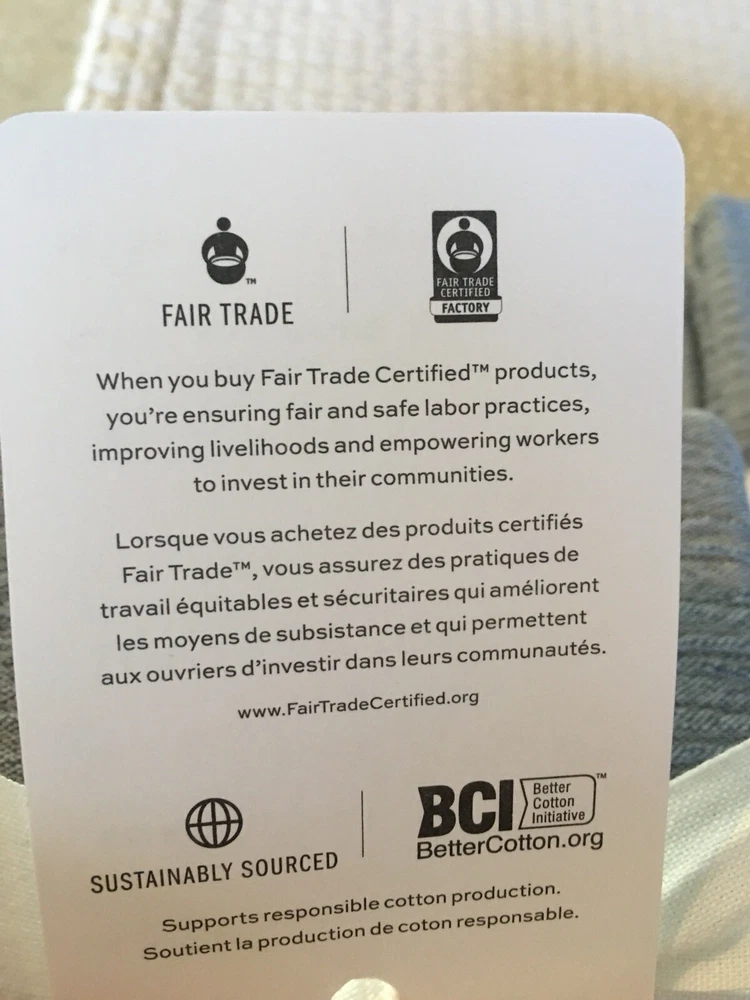 ™
FAIR TRADE
FAIR TRADE
CERTIFIED
FACTORY
When you buy Fair Trade Certified™ products,
you're ensuring fair and safe labor practices,
improving livelihoods and empowering workers
to invest in their communities.
Lorsque vous achetez des produits certifiés
Fair Trade™, vous assurez des pratiques de
travail équitables et sécuritaires qui améliorent
les moyens de subsistance et qui permettent
aux ouvriers d'investir dans leurs communautés.
www.FairTradeCertified.org
SUSTAINABLY SOURCED
BCI
Better
Cotton
Initiative™
BetterCotton.org
Supports responsible cotton production.
Soutient la production de coton responsable.